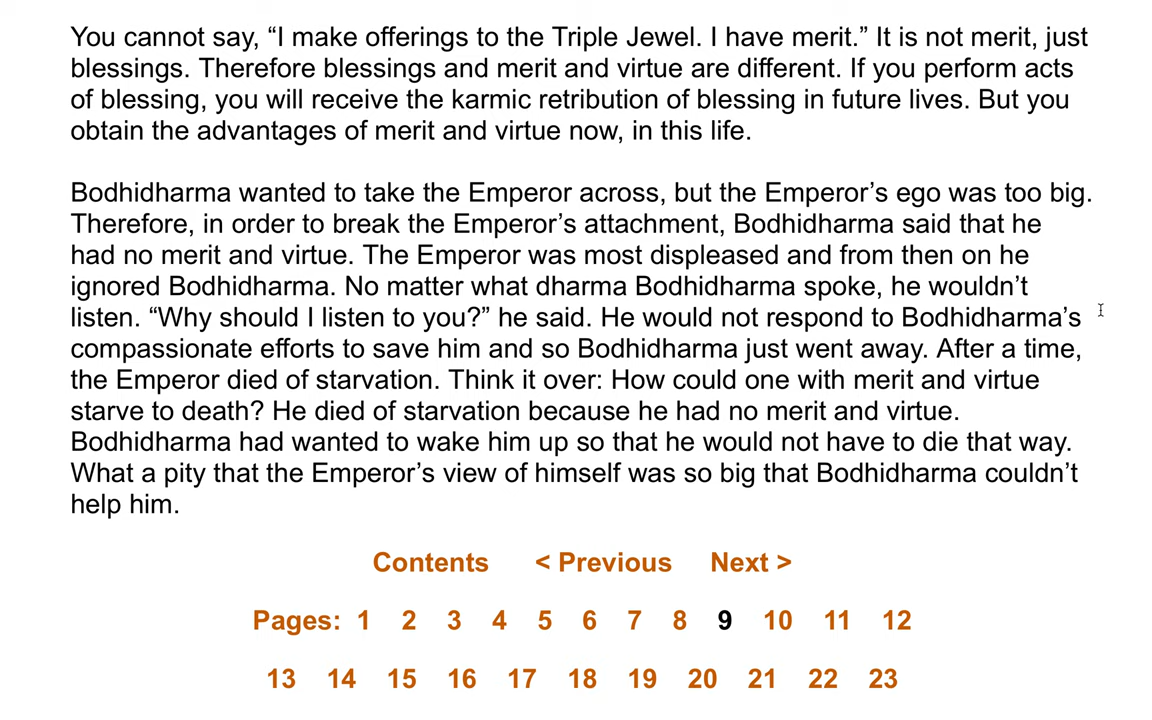 You cannot say, “I make offerings to the Triple Jewel. I have merit.” It is not merit, just
blessings. Therefore blessings and merit and virtue are different. If you perform acts
of blessing, you will receive the karmic retribution of blessing in future lives. But you
obtain the advantages of merit and virtue now, in this life.
Bodhidharma wanted to take the Emperor across, but the Emperor’s ego was too big.
Therefore, in order to break the Emperor’s attachment, Bodhidharma said that he
had no merit and virtue. The Emperor was most displeased and from then on he
ignored Bodhidharma. No matter what dharma Bodhidharma spoke, he wouldn’t
listen. “Why should I listen to you?” he said. He would not respond to Bodhidharma’s
compassionate efforts to save him and so Bodhidharma just went away. After a time,
the Emperor died of starvation. Think it over: How could one with merit and virtue
starve to death? He died of starvation because he had no merit and virtue.
Bodhidharma had wanted to wake him up so that he would not have to die that way.
What a pity that the Emperor’s view of himself was so big that Bodhidharma couldn’t
help him.
Contents < Previous Next >
Pages: 1 2 3 4 5 6 7 8 9 10 11 12
13 14 15 16 17 18 19 20 21 22 23